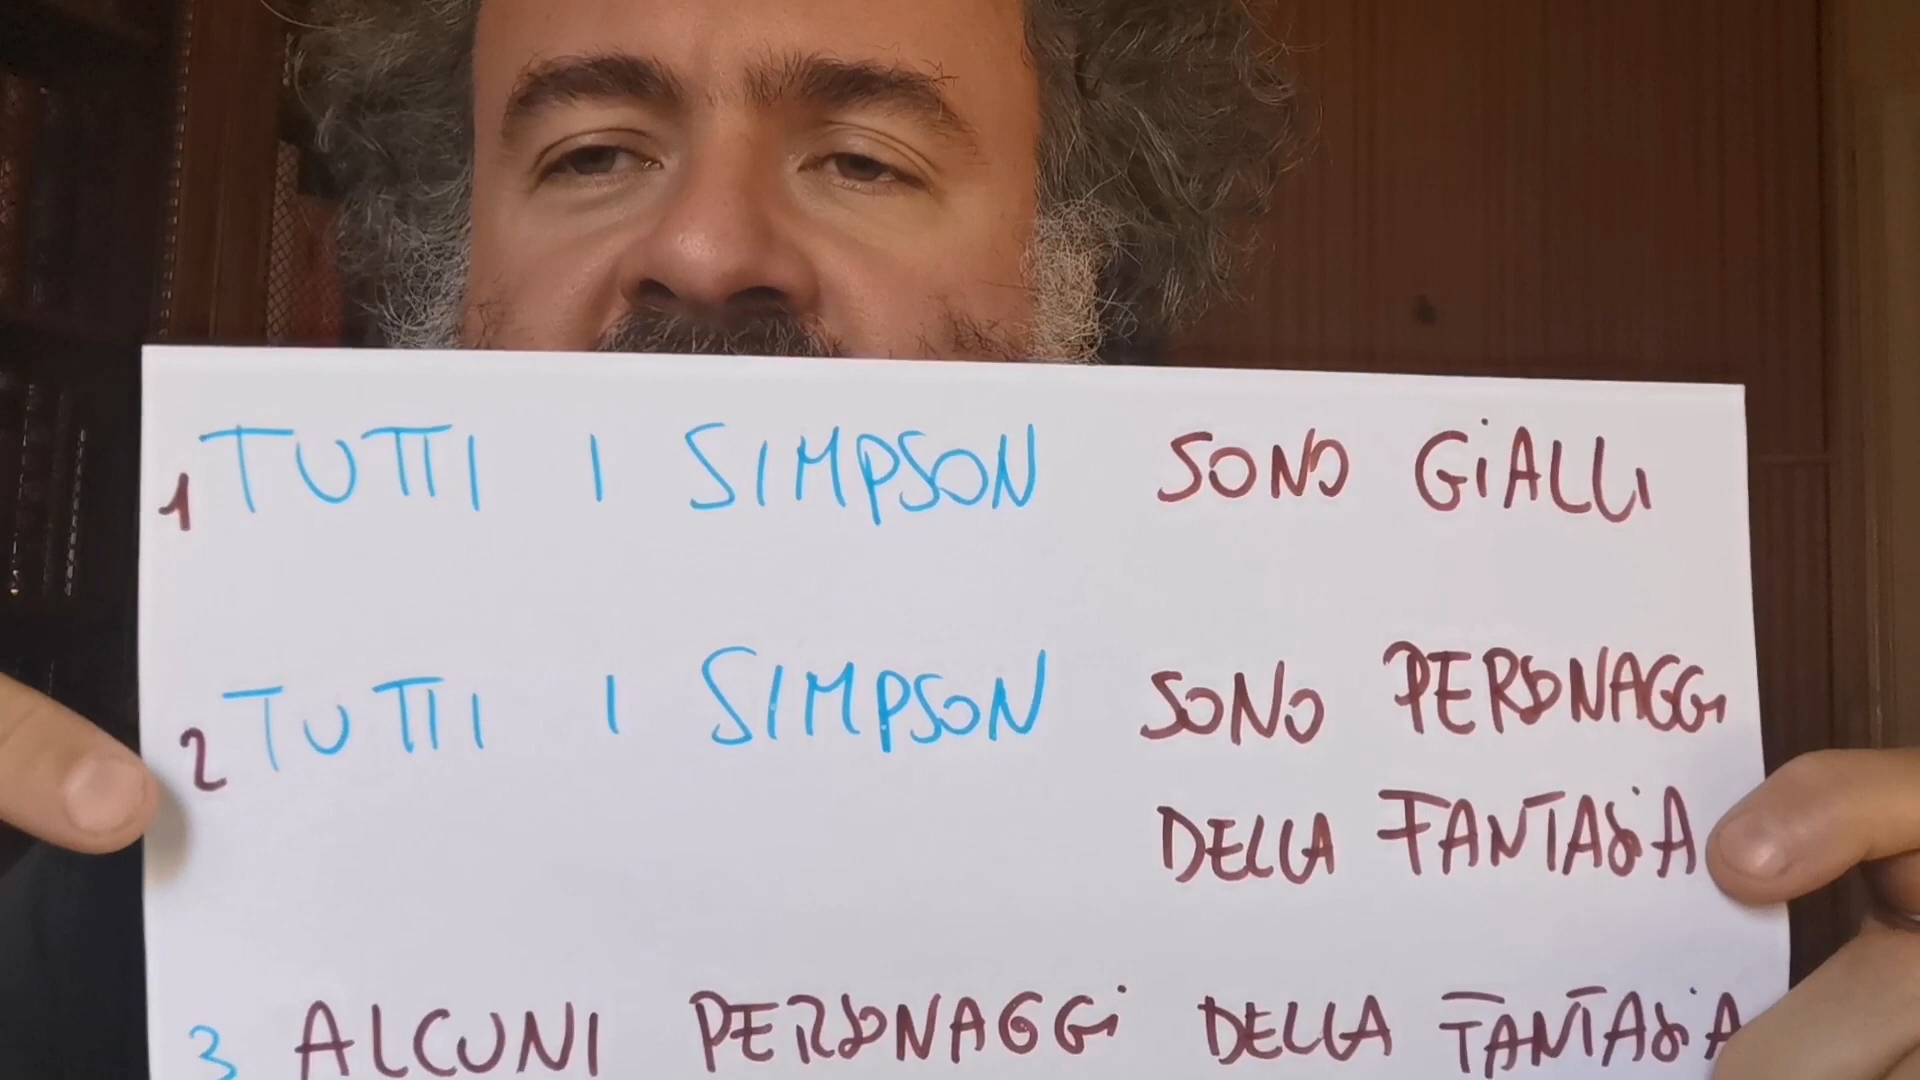 1 TUTTI I SIMPSON SONO GiALLI
2 TUTTI I SIMPSON SONO PERSONAGGi
DELLA FANTASiA
3 ALCUNI PERSONAGGi DELLA FANTASiA